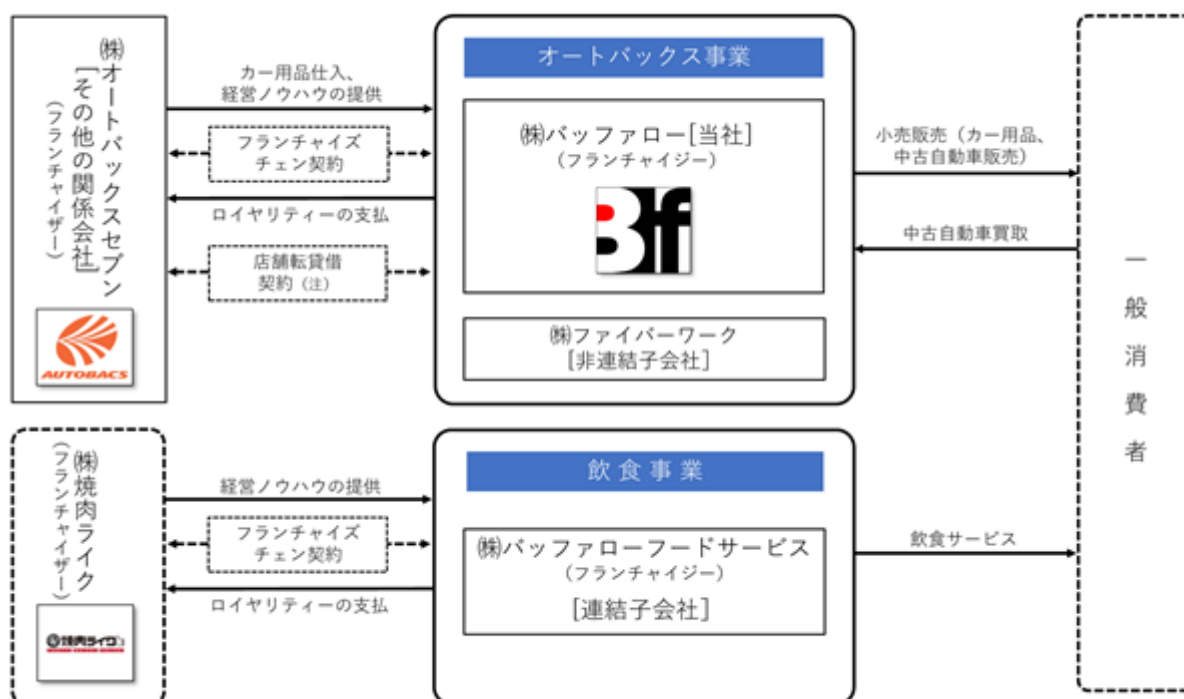 ㈱オートバックスセブン
[その他の関係会社]
(フランチャイザー)
AUTOBACS
カー用品仕入、
経営ノウハウの提供
フランチャイズ
チェン契約
ロイヤリティーの支払
店舗転貸借
契約(注)
オートバックス事業
㈱バッファロー[当社]
(フランチャイジー)
Bff
㈱ファイバーワーク
[非連結子会社]
小売販売(カー用品、
中古自動車販売)
中古自動車買取
一般消費者
㈱焼肉ライク
(フランチャイザー)
焼肉ライク
経営ノウハウの提供
フランチャイズ
チェン契約
ロイヤリティーの支払
飲食事業
㈱バッファローフードサービス
(フランチャイジー)
[連結子会社]
飲食サービス